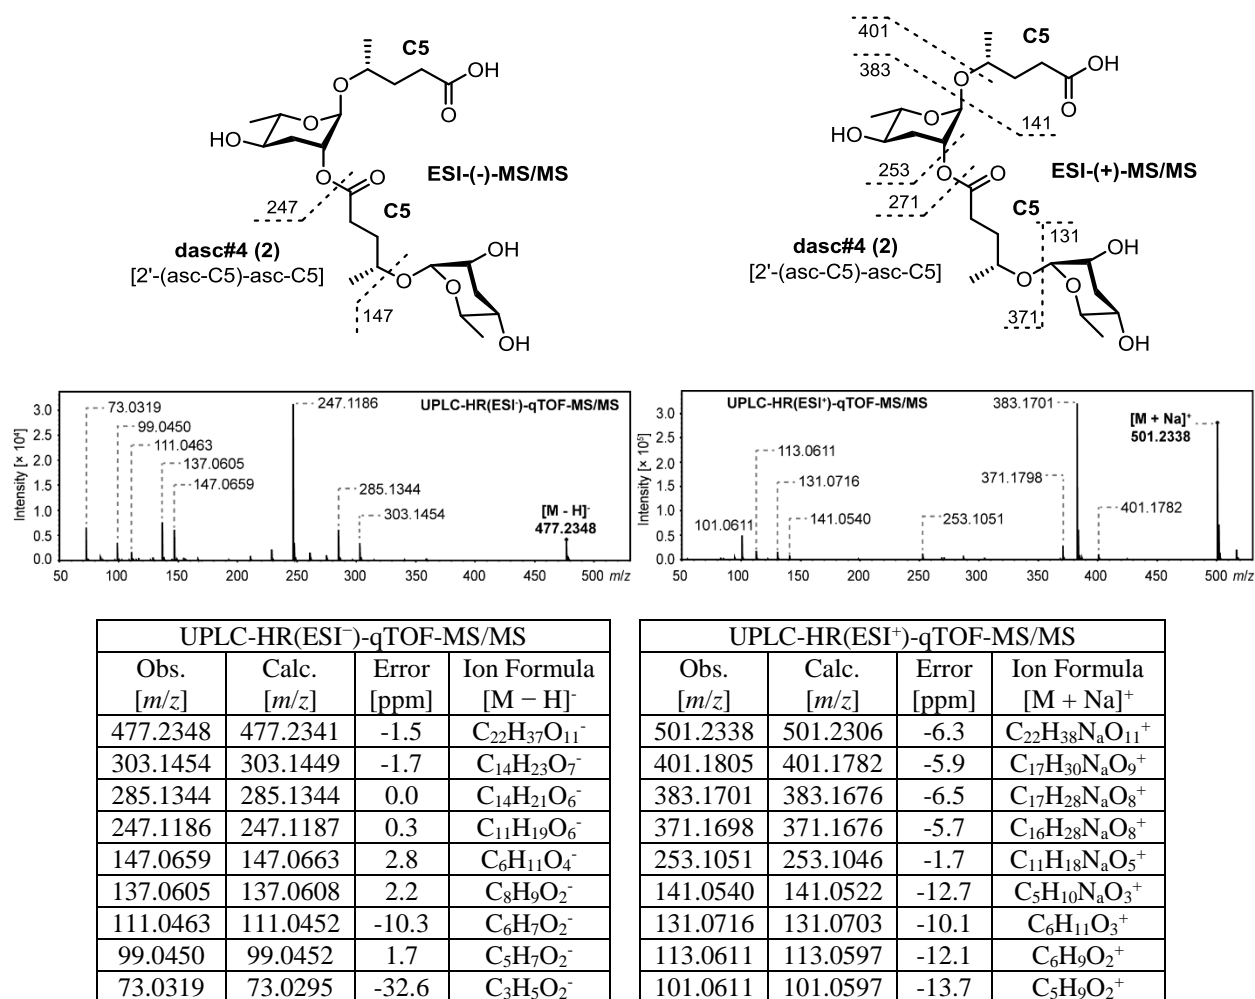 C5
OH
O
O
O
HO
O
O
ESI-(-)-MS/MS
247
C5
dasc#4 (2)
[2'-(asc-C5)-asc-C5]
OH
O
O
147
OH
401
C5
383
OH
O
O
O
141
HO
253
O
O
ESI-(+)-MS/MS
271
C5
131
dasc#4 (2)
[2'-(asc-C5)-asc-C5]
OH
O
O
371
OH
UPLC-HR(ESI-)-qTOF-MS/MS
Intensity [× 10⁴]
3.0
2.5
2.0
1.5
1.0
0.5
0.0
73.0319
99.0450
111.0463
137.0605
147.0659
247.1186
285.1344
303.1454
[M - H]-
477.2348
50 100 150 200 250 300 350 400 450 500 m/z
UPLC-HR(ESI+)-qTOF-MS/MS
Intensity [× 10⁵]
3.0
2.5
2.0
1.5
1.0
0.5
0.0
101.0611
113.0611
131.0716
141.0540
253.1051
371.1798
383.1701
401.1782
[M + Na]+
501.2338
50 100 150 200 250 300 350 400 450 500 m/z
UPLC-HR(ESI⁻)-qTOF-MS/MS
Obs. Calc. Error Ion Formula
[m/z] [m/z] [ppm] [M − H]-
477.2348 477.2341 -1.5 C₂₂H₃₇O₁₁-
303.1454 303.1449 -1.7 C₁₄H₂₃O₇-
285.1344 285.1344 0.0 C₁₄H₂₁O₆-
247.1186 247.1187 0.3 C₁₁H₁₉O₆-
147.0659 147.0663 2.8 C₆H₁₁O₄-
137.0605 137.0608 2.2 C₈H₉O₂-
111.0463 111.0452 -10.3 C₆H₇O₂-
99.0450 99.0452 1.7 C₅H₇O₂-
73.0319 73.0295 -32.6 C₃H₅O₂-
UPLC-HR(ESI⁺)-qTOF-MS/MS
Obs. Calc. Error Ion Formula
[m/z] [m/z] [ppm] [M + Na]⁺
501.2338 501.2306 -6.3 C₂₂H₃₈NₐO₁₁⁺
401.1805 401.1782 -5.9 C₁₇H₃₀NₐO₉⁺
383.1701 383.1676 -6.5 C₁₇H₂₈NₐO₈⁺
371.1698 371.1676 -5.7 C₁₆H₂₈NₐO₈⁺
253.1051 253.1046 -1.7 C₁₁H₁₈NₐO₅⁺
141.0540 141.0522 -12.7 C₅H₁₀NₐO₃⁺
131.0716 131.0703 -10.1 C₆H₁₁O₃⁺
113.0611 113.0597 -12.1 C₆H₉O₂⁺
101.0611 101.0597 -13.7 C₅H₉O₂⁺